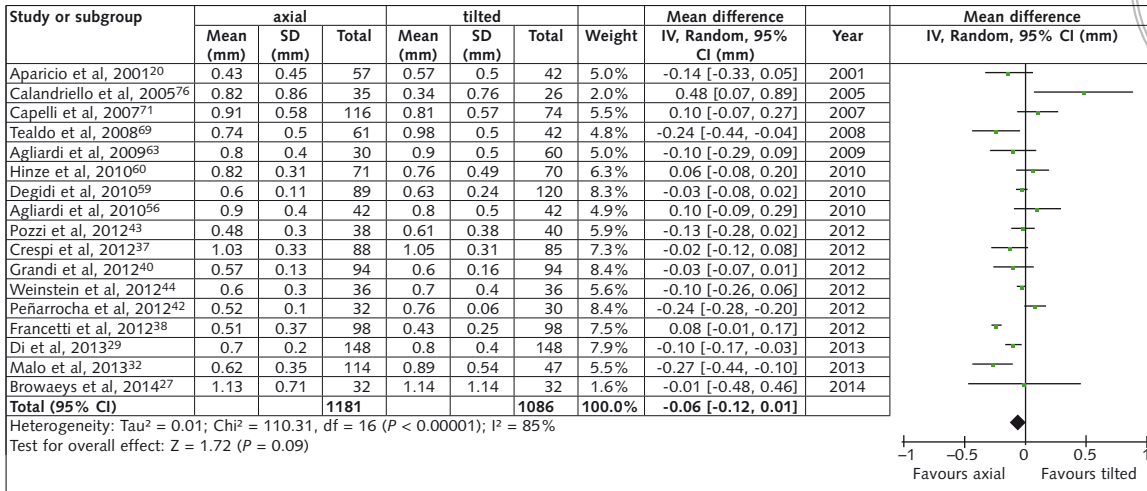 Study or subgroup axial tilted Mean difference Mean difference
Mean (mm) SD (mm) Total Mean (mm) SD (mm) Total Weight IV, Random, 95% CI (mm) Year IV, Random, 95% CI (mm)
Aparicio et al, 2001²⁰ 0.43 0.45 57 0.57 0.5 42 5.0% -0.14 [-0.33, 0.05] 2001
Calandriello et al, 2005⁷⁶ 0.82 0.86 35 0.34 0.76 26 2.0% 0.48 [0.07, 0.89] 2005
Capelli et al, 2007⁷¹ 0.91 0.58 116 0.81 0.57 74 5.5% 0.10 [-0.07, 0.27] 2007
Tealdo et al, 2008⁶⁹ 0.74 0.5 61 0.98 0.5 42 4.8% -0.24 [-0.44, -0.04] 2008
Agliardi et al, 2009⁶³ 0.8 0.4 30 0.9 0.5 60 5.0% -0.10 [-0.29, 0.09] 2009
Hinze et al, 2010⁶⁰ 0.82 0.31 71 0.76 0.49 70 6.3% 0.06 [-0.08, 0.20] 2010
Degidi et al, 2010⁵⁹ 0.6 0.11 89 0.63 0.24 120 8.3% -0.03 [-0.08, 0.02] 2010
Agliardi et al, 2010⁵⁶ 0.9 0.4 42 0.8 0.5 42 4.9% 0.10 [-0.09, 0.29] 2010
Pozzi et al, 2012⁴³ 0.48 0.3 38 0.61 0.38 40 5.9% -0.13 [-0.28, 0.02] 2012
Crespi et al, 2012³⁷ 1.03 0.33 88 1.05 0.31 85 7.3% -0.02 [-0.12, 0.08] 2012
Grandi et al, 2012⁴⁰ 0.57 0.13 94 0.6 0.16 94 8.4% -0.03 [-0.07, 0.01] 2012
Weinstein et al, 2012⁴⁴ 0.6 0.3 36 0.7 0.4 36 5.6% -0.10 [-0.26, 0.06] 2012
Peñarrocha et al, 2012⁴² 0.52 0.1 32 0.76 0.06 30 8.4% -0.24 [-0.28, -0.20] 2012
Francetti et al, 2012³⁸ 0.51 0.37 98 0.43 0.25 98 7.5% 0.08 [-0.01, 0.17] 2012
Di et al, 2013²⁹ 0.7 0.2 148 0.8 0.4 148 7.9% -0.10 [-0.17, -0.03] 2013
Malo et al, 2013³² 0.62 0.35 114 0.89 0.54 47 5.5% -0.27 [-0.44, -0.10] 2013
Browaeys et al, 2014²⁷ 1.13 0.71 32 1.14 1.14 32 1.6% -0.01 [-0.48, 0.46] 2014
Total (95% CI) 1181 1086 100.0% -0.06 [-0.12, 0.01]
Heterogeneity: Tau² = 0.01; Chi² = 110.31, df = 16 (P < 0.00001); I² = 85%
Test for overall effect: Z = 1.72 (P = 0.09)
−1 −0.5 0 0.5 1
Favours axial Favours tilted